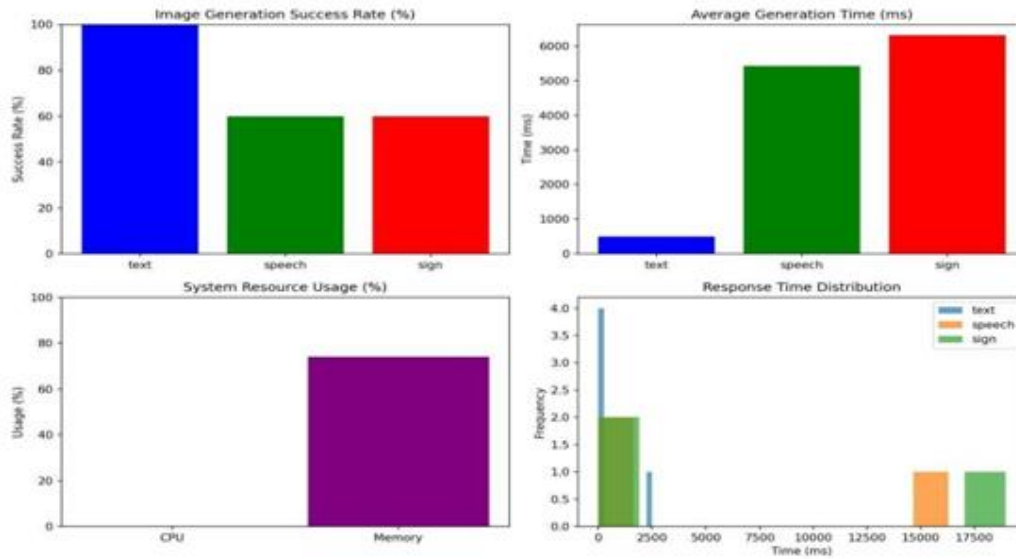 Image Generation Success Rate (%)
Success Rate (%)
100
80
60
40
20
0
text speech sign
Average Generation Time (ms)
Time (ms)
6000
5000
4000
3000
2000
1000
0
text speech sign
System Resource Usage (%)
Usage (%)
100
80
60
40
20
0
CPU Memory
Response Time Distribution
text
speech
sign
Frequency
4.0
3.5
3.0
2.5
2.0
1.5
1.0
0.5
0.0
0 2500 5000 7500 10000 12500 15000 17500
Time (ms)